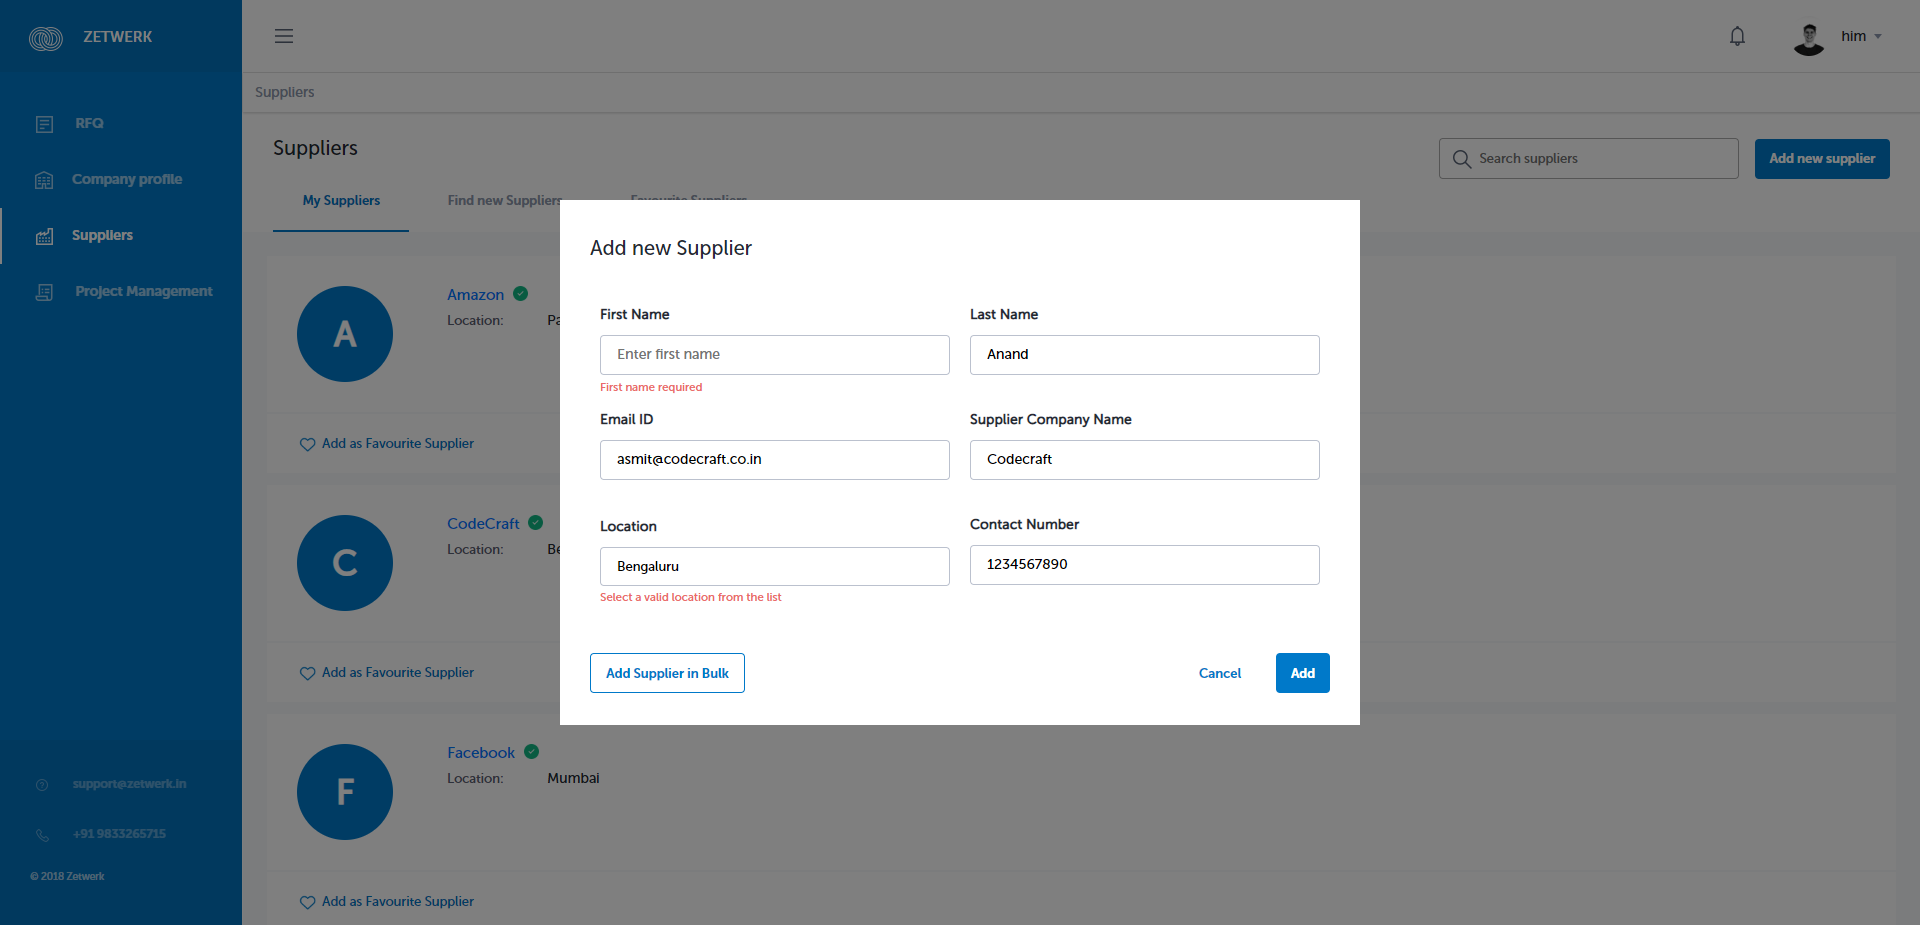 ZETWERK
him
Suppliers
RFQ
Company profile
Suppliers
Project Management
support@zetwerk.in
+91 9833265715
© 2018 Zetwerk
Suppliers
Search suppliers
Add new supplier
My Suppliers
Find new Suppliers
Favourite Suppliers
A
Amazon
Location: Pa
Add as Favourite Supplier
C
CodeCraft
Location: Be
Add as Favourite Supplier
F
Facebook
Location: Mumbai
Add as Favourite Supplier
Add new Supplier
First Name
Enter first name
First name required
Last Name
Anand
Email ID
asmit@codecraft.co.in
Supplier Company Name
Codecraft
Location
Bengaluru
Select a valid location from the list
Contact Number
1234567890
Add Supplier in Bulk
Cancel
Add